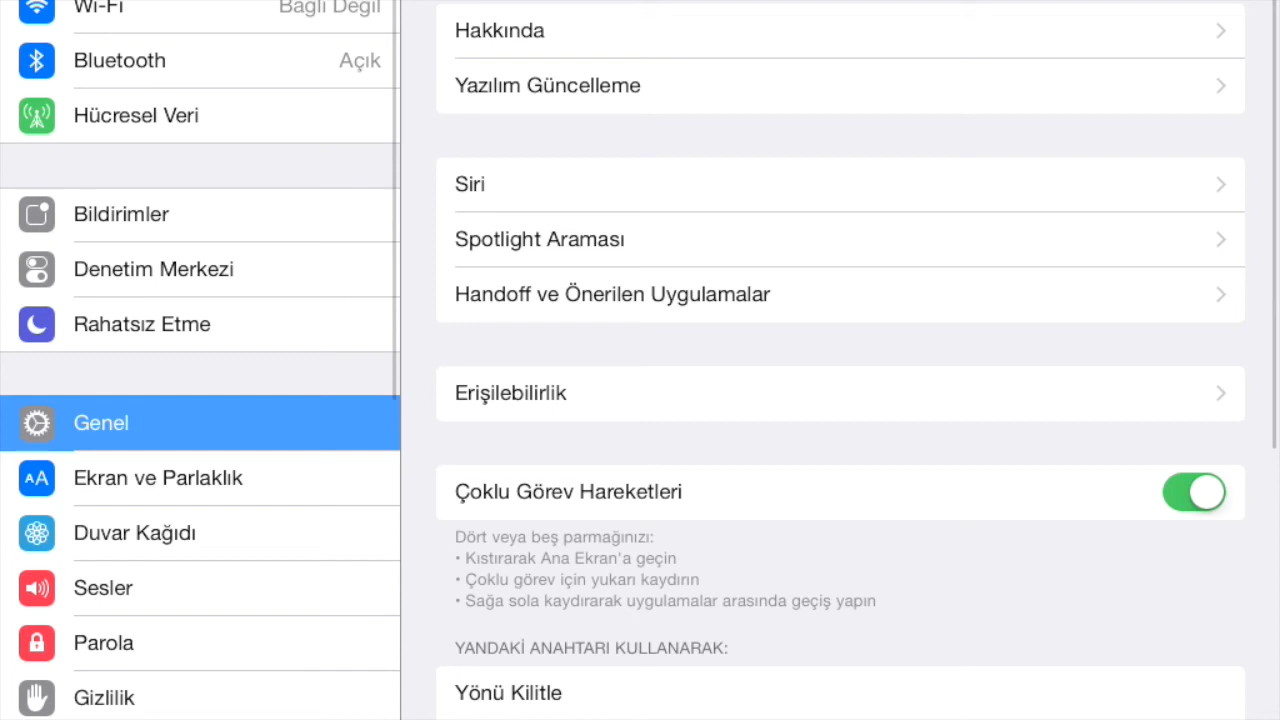 Wi-Fi
Bağlı Değil
Bluetooth
Açık
Hücresel Veri
Bildirimler
Denetim Merkezi
Rahatsız Etme
Genel
AA Ekran ve Parlaklık
Duvar Kağıdı
Sesler
Parola
Gizlilik
Hakkında
Yazılım Güncelleme
Siri
Spotlight Araması
Handoff ve Önerilen Uygulamalar
Erişilebilirlik
Çoklu Görev Hareketleri
Dört veya beş parmağınızı:
• Kıstırarak Ana Ekran'a geçin
• Çoklu görev için yukarı kaydırın
• Sağa sola kaydırarak uygulamalar arasında geçiş yapın
YANDAKİ ANAHTARI KULLANARAK:
Yönü Kilitle